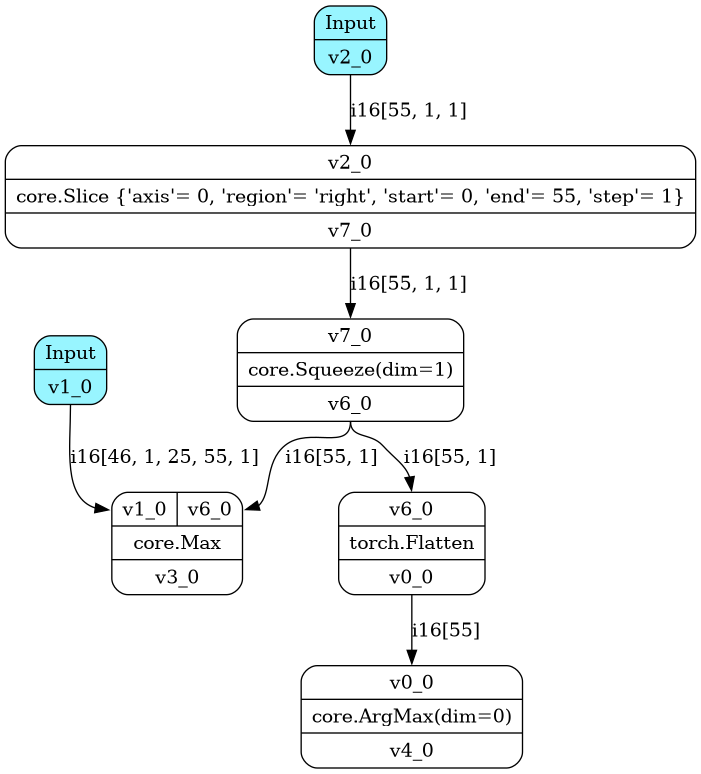 Input
v2_0
i16[55, 1, 1]
v2_0
core.Slice {'axis'= 0, 'region'= 'right', 'start'= 0, 'end'= 55, 'step'= 1}
v7_0
i16[55, 1, 1]
Input
v1_0
v7_0
core.Squeeze(dim=1)
v6_0
i16[46, 1, 25, 55, 1]
i16[55, 1]
i16[55, 1]
v1_0 v6_0
core.Max
v3_0
v6_0
torch.Flatten
v0_0
i16[55]
v0_0
core.ArgMax(dim=0)
v4_0